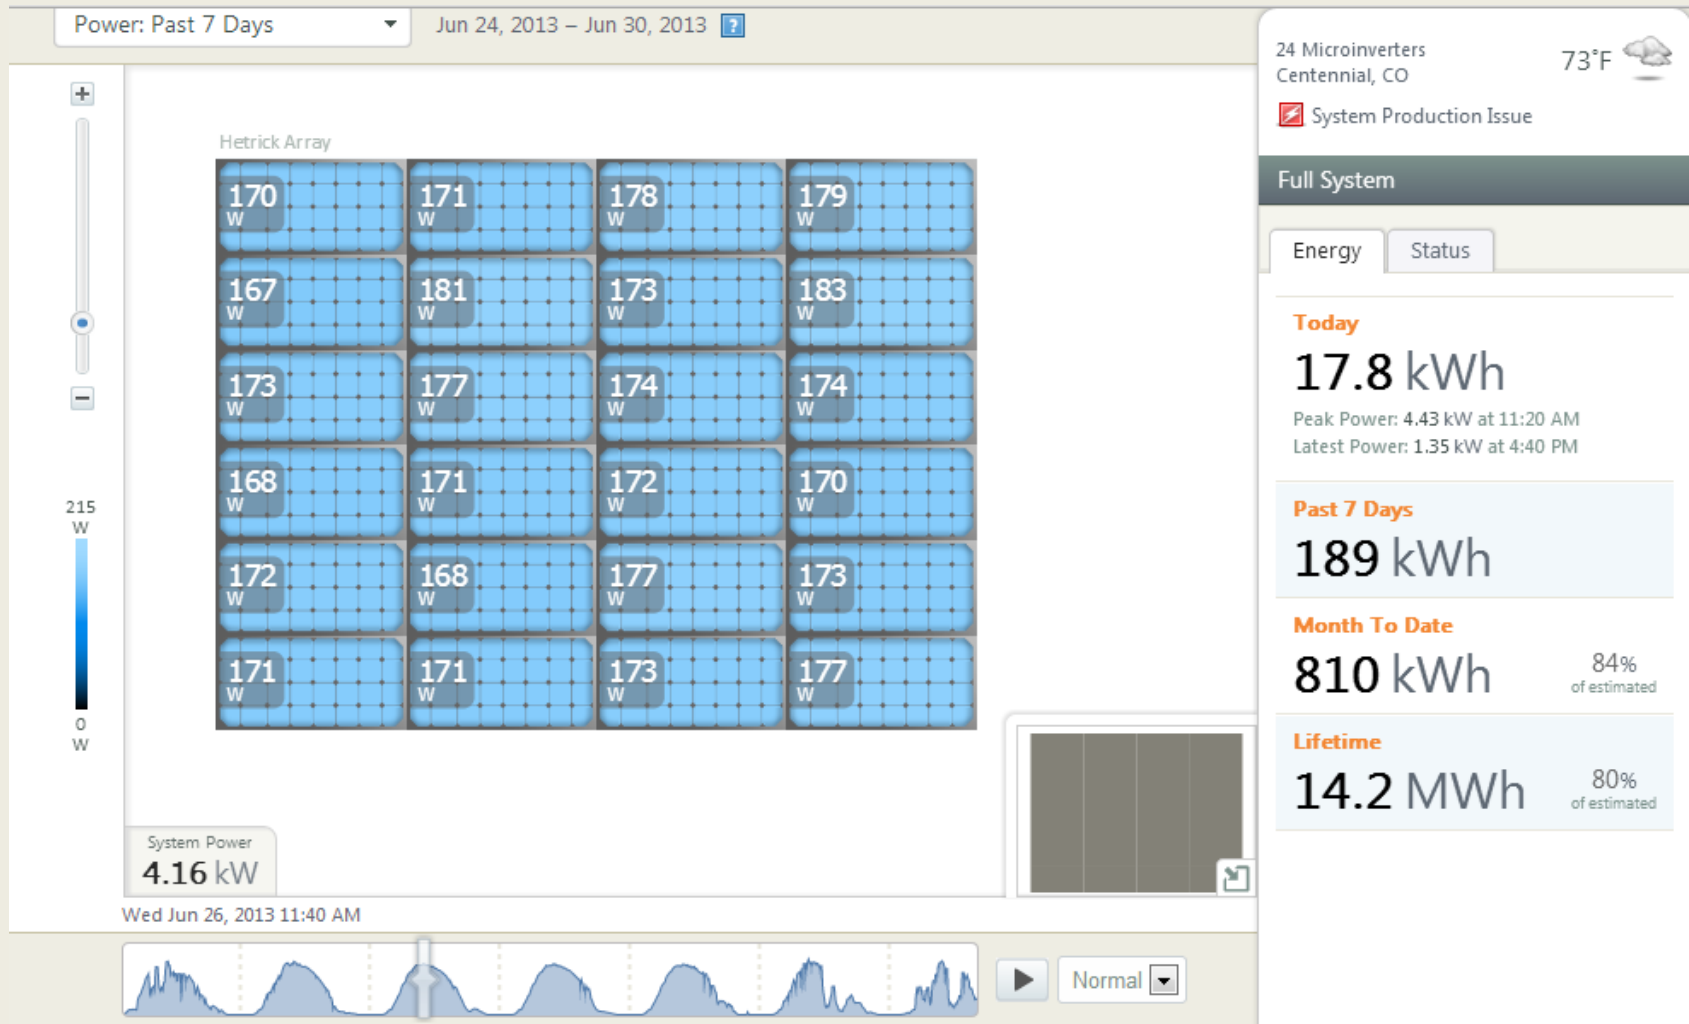 Power: Past 7 Days
Jun 24, 2013 – Jun 30, 2013 ?
24 Microinverters
Centennial, CO
73°F
System Production Issue
Full System
Energy Status
Today
17.8 kWh
Peak Power: 4.43 kW at 11:20 AM
Latest Power: 1.35 kW at 4:40 PM
Past 7 Days
189 kWh
Month To Date
810 kWh
84%
of estimated
Lifetime
14.2 MWh
80%
of estimated
+
−
215
W
0
W
Hetrick Array
170 W 171 W 178 W 179 W
167 W 181 W 173 W 183 W
173 W 177 W 174 W 174 W
168 W 171 W 172 W 170 W
172 W 168 W 177 W 173 W
171 W 171 W 173 W 177 W
System Power
4.16 kW
Wed Jun 26, 2013 11:40 AM
Normal